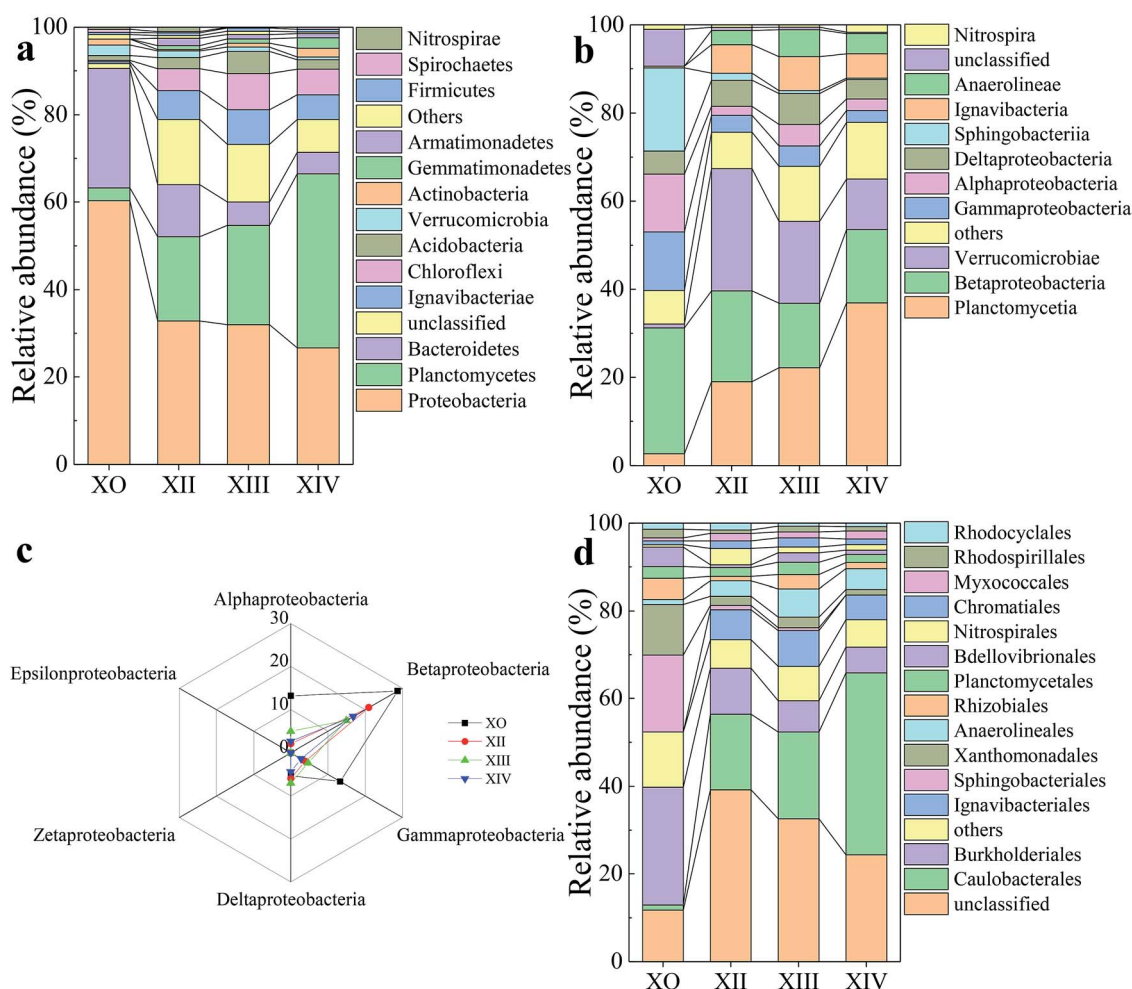 a
Relative abundance (%)
100
80
60
40
20
0
XO XII XIII XIV
Nitrospirae
Spirochaetes
Firmicutes
Others
Armatimonadetes
Gemmatimonadetes
Actinobacteria
Verrucomicrobia
Acidobacteria
Chloroflexi
Ignavibacteriae
unclassified
Bacteroidetes
Planctomycetes
Proteobacteria
b
Relative abundance (%)
100
80
60
40
20
0
XO XII XIII XIV
Nitrospira
unclassified
Anaerolineae
Ignavibacteria
Sphingobacteriia
Deltaproteobacteria
Alphaproteobacteria
Gammaproteobacteria
others
Verrucomicrobiae
Betaproteobacteria
Planctomycetia
c
Alphaproteobacteria
30
20
10
0
Betaproteobacteria
Epsilonproteobacteria
Zetaproteobacteria
Gammaproteobacteria
Deltaproteobacteria
XO
XII
XIII
XIV
d
Relative abundance (%)
100
80
60
40
20
0
XO XII XIII XIV
Rhodocyclales
Rhodospirillales
Myxococcales
Chromatiales
Nitrospirales
Bdellovibrionales
Planctomycetales
Rhizobiales
Anaerolineales
Xanthomonadales
Sphingobacteriales
Ignavibacteriales
others
Burkholderiales
Caulobacterales
unclassified